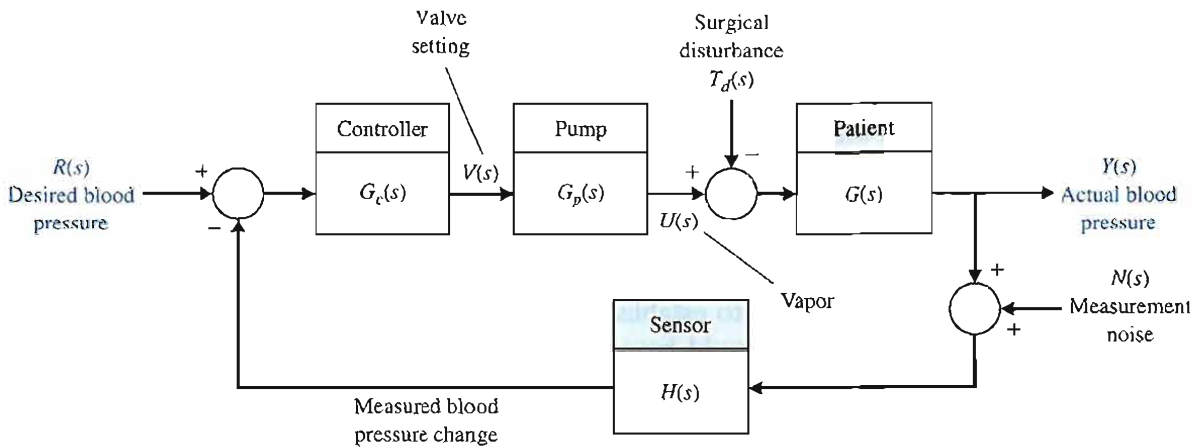 Valve
setting
Surgical
disturbance
T_d(s)
Controller
Pump
Patient
R(s)
Desired blood
pressure
+
−
G_c(s)
V(s)
G_p(s)
+
−
U(s)
G(s)
Y(s)
Actual blood
pressure
Vapor
+
+
N(s)
Measurement
noise
Sensor
H(s)
Measured blood
pressure change